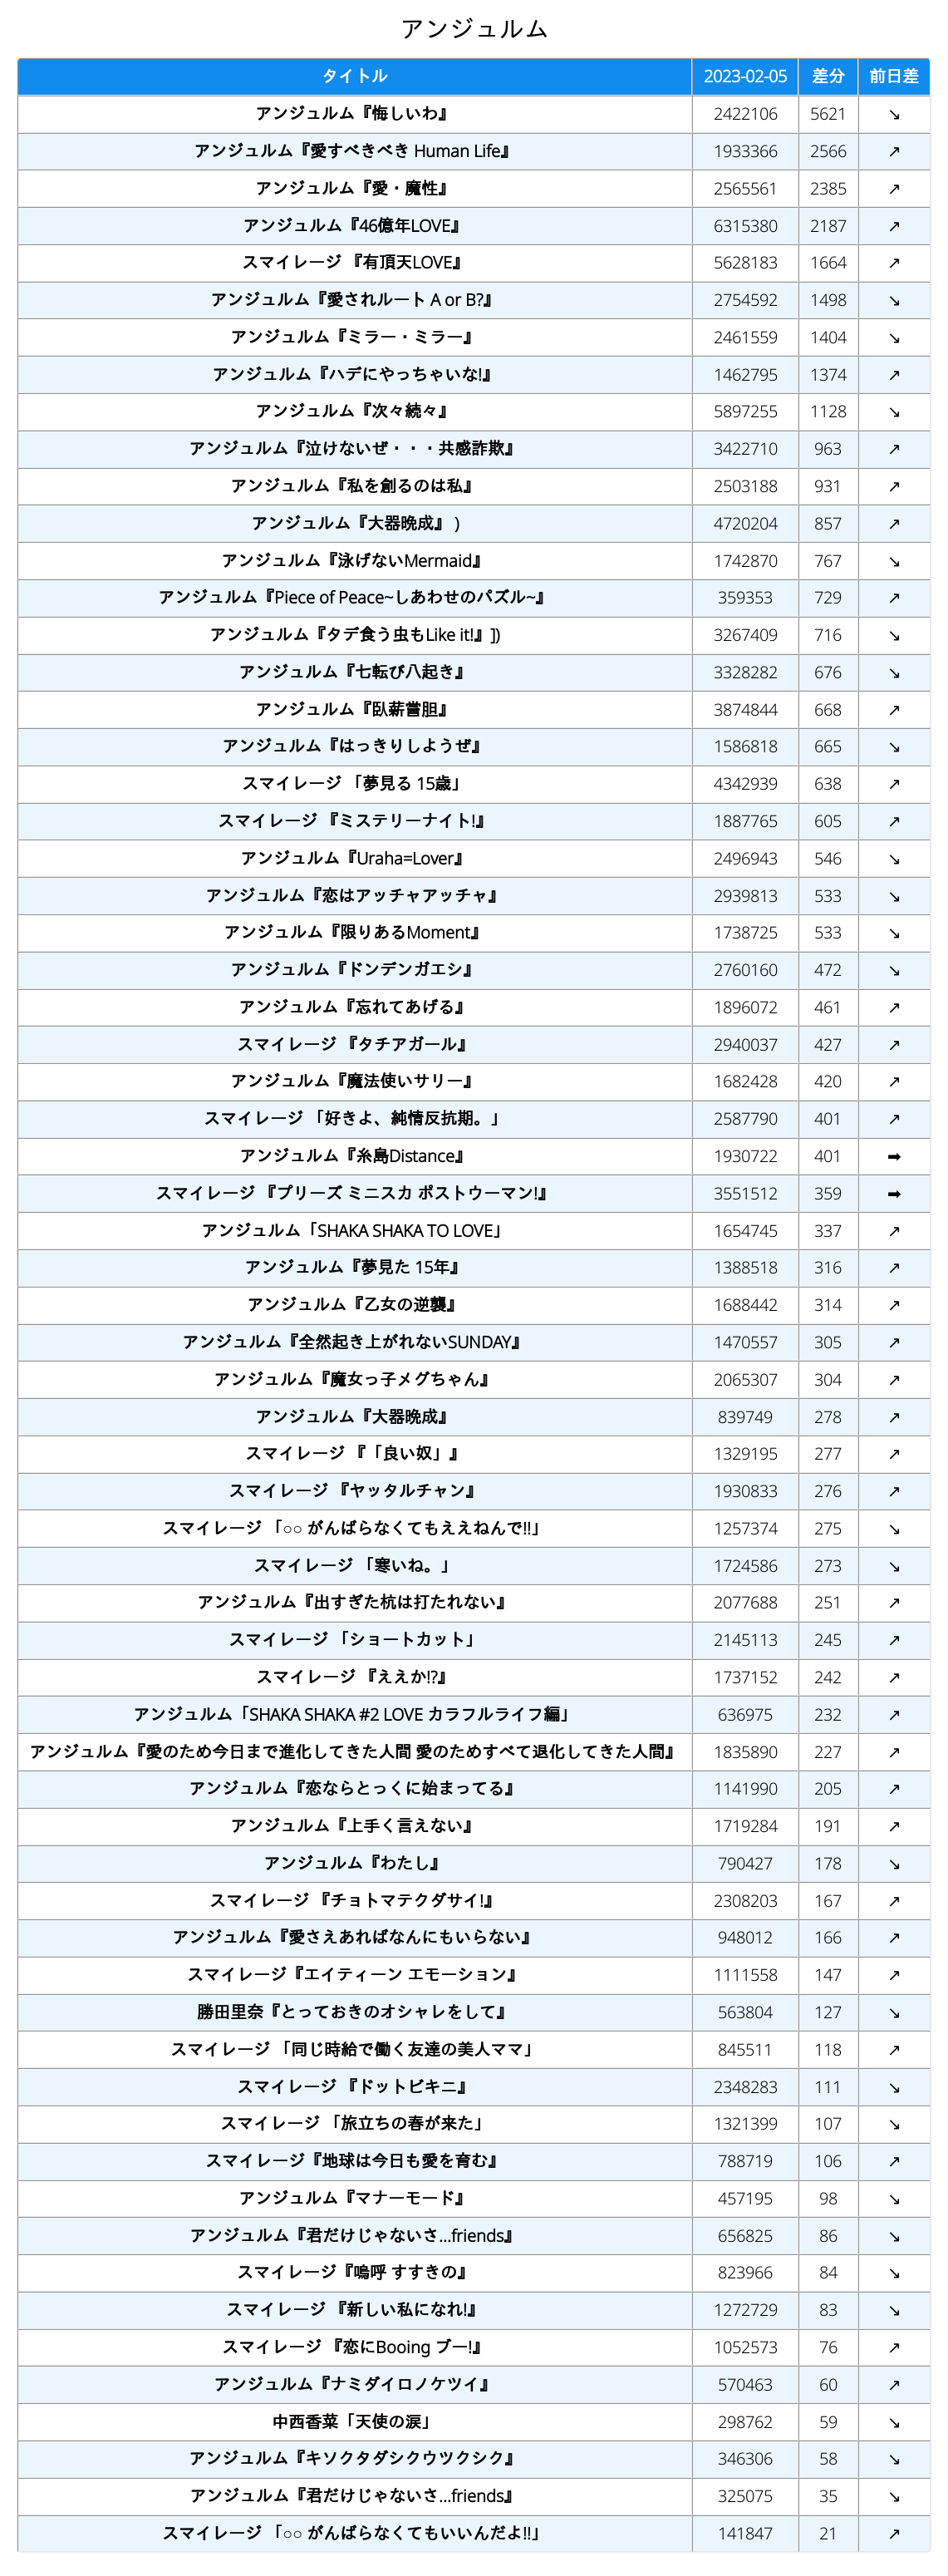 アンジュルム
タイトル 2023-02-05 差分 前日差
アンジュルム『悔しいわ』 2422106 5621 ↘
アンジュルム『愛すべきべき Human Life』 1933366 2566 ↗
アンジュルム『愛・魔性』 2565561 2385 ↗
アンジュルム『46億年LOVE』 6315380 2187 ↗
スマイレージ 『有頂天LOVE』 5628183 1664 ↗
アンジュルム『愛されルート A or B?』 2754592 1498 ↘
アンジュルム『ミラー・ミラー』 2461559 1404 ↘
アンジュルム『ハデにやっちゃいな!』 1462795 1374 ↗
アンジュルム『次々続々』 5897255 1128 ↘
アンジュルム『泣けないぜ・・・共感詐欺』 3422710 963 ↗
アンジュルム『私を創るのは私』 2503188 931 ↗
アンジュルム『大器晩成』 ) 4720204 857 ↗
アンジュルム『泳げないMermaid』 1742870 767 ↘
アンジュルム『Piece of Peace~しあわせのパズル~』 359353 729 ↗
アンジュルム『タデ食う虫もLike it!』]) 3267409 716 ↘
アンジュルム『七転び八起き』 3328282 676 ↘
アンジュルム『臥薪嘗胆』 3874844 668 ↗
アンジュルム『はっきりしようぜ』 1586818 665 ↘
スマイレージ 「夢見る 15歳」 4342939 638 ↗
スマイレージ 『ミステリーナイト!』 1887765 605 ↗
アンジュルム『Uraha=Lover』 2496943 546 ↘
アンジュルム『恋はアッチャアッチャ』 2939813 533 ↘
アンジュルム『限りあるMoment』 1738725 533 ↘
アンジュルム『ドンデンガエシ』 2760160 472 ↘
アンジュルム『忘れてあげる』 1896072 461 ↗
スマイレージ 『タチアガール』 2940037 427 ↗
アンジュルム『魔法使いサリー』 1682428 420 ↗
スマイレージ 「好きよ、純情反抗期。」 2587790 401 ↗
アンジュルム『糸島Distance』 1930722 401 ➡
スマイレージ 『プリーズ ミニスカ ポストウーマン!』 3551512 359 ➡
アンジュルム「SHAKA SHAKA TO LOVE」 1654745 337 ↗
アンジュルム『夢見た 15年』 1388518 316 ↗
アンジュルム『乙女の逆襲』 1688442 314 ↗
アンジュルム『全然起き上がれないSUNDAY』 1470557 305 ↗
アンジュルム『魔女っ子メグちゃん』 2065307 304 ↗
アンジュルム『大器晩成』 839749 278 ↗
スマイレージ 『「良い奴」』 1329195 277 ↗
スマイレージ 『ヤッタルチャン』 1930833 276 ↗
スマイレージ 「○○ がんばらなくてもええねんで!!」 1257374 275 ↘
スマイレージ 「寒いね。」 1724586 273 ↘
アンジュルム『出すぎた杭は打たれない』 2077688 251 ↗
スマイレージ 「ショートカット」 2145113 245 ↗
スマイレージ 『ええか!?』 1737152 242 ↗
アンジュルム「SHAKA SHAKA #2 LOVE カラフルライフ編」 636975 232 ↗
アンジュルム『愛のため今日まで進化してきた人間 愛のためすべて退化してきた人間』 1835890 227 ↗
アンジュルム『恋ならとっくに始まってる』 1141990 205 ↗
アンジュルム『上手く言えない』 1719284 191 ↗
アンジュルム『わたし』 790427 178 ↘
スマイレージ 『チョトマテクダサイ!』 2308203 167 ↗
アンジュルム『愛さえあればなんにもいらない』 948012 166 ↗
スマイレージ『エイティーン エモーション』 1111558 147 ↗
勝田里奈『とっておきのオシャレをして』 563804 127 ↘
スマイレージ 「同じ時給で働く友達の美人ママ」 845511 118 ↗
スマイレージ 『ドットビキニ』 2348283 111 ↘
スマイレージ 「旅立ちの春が来た」 1321399 107 ↘
スマイレージ『地球は今日も愛を育む』 788719 106 ↗
アンジュルム『マナーモード』 457195 98 ↘
アンジュルム『君だけじゃないさ...friends』 656825 86 ↘
スマイレージ『嗚呼 すすきの』 823966 84 ↘
スマイレージ 『新しい私になれ!』 1272729 83 ↘
スマイレージ 『恋にBooing ブー!』 1052573 76 ↗
アンジュルム『ナミダイロノケツイ』 570463 60 ↗
中西香菜「天使の涙」 298762 59 ↘
アンジュルム『キソクタダシクウツクシク』 346306 58 ↘
アンジュルム『君だけじゃないさ...friends』 325075 35 ↘
スマイレージ 「○○ がんばらなくてもいいんだよ!!」 141847 21 ↗